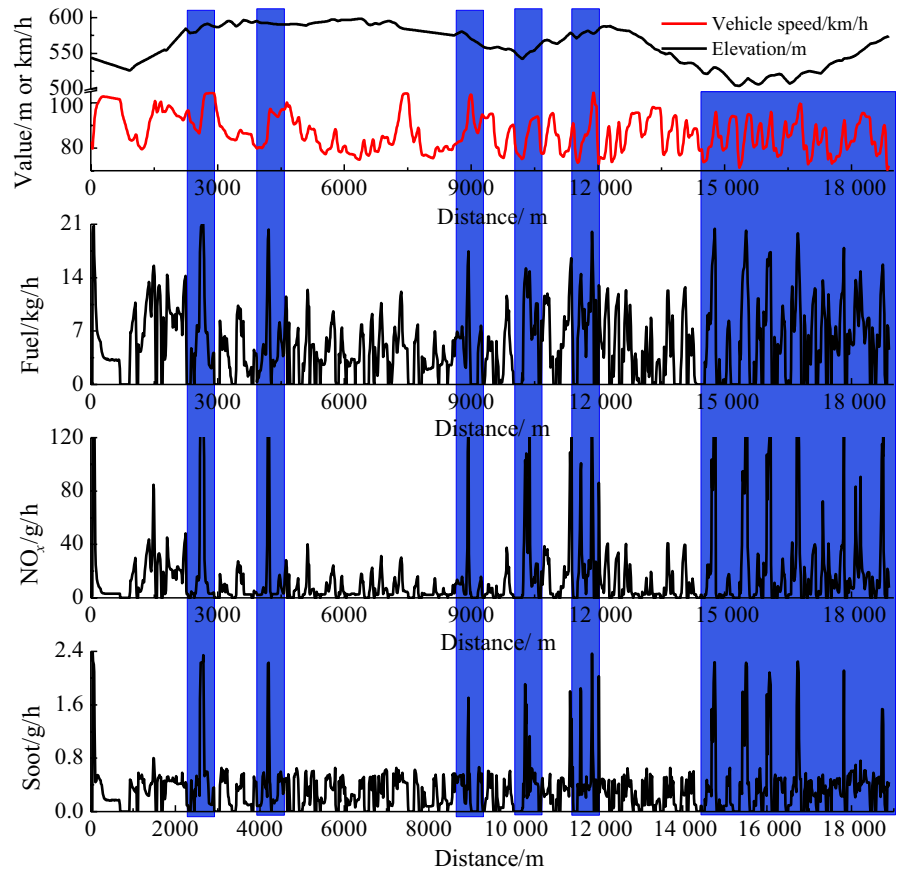 Vehicle speed/km/h
Elevation/m
Value/m or km/h
600
550
500
100
80
0 3000 6000 9000 12 000 15 000 18 000
Distance/ m
Fuel/kg/h
21
14
7
0
0 3000 6000 9000 12 000 15 000 18 000
Distance/ m
NOx/g/h
120
80
40
0
0 3000 6000 9000 12 000 15 000 18 000
Distance/ m
Soot/g/h
2.4
1.6
0.8
0.0
0 2000 4000 6000 8000 10 000 12 000 14 000 16 000 18 000
Distance/m